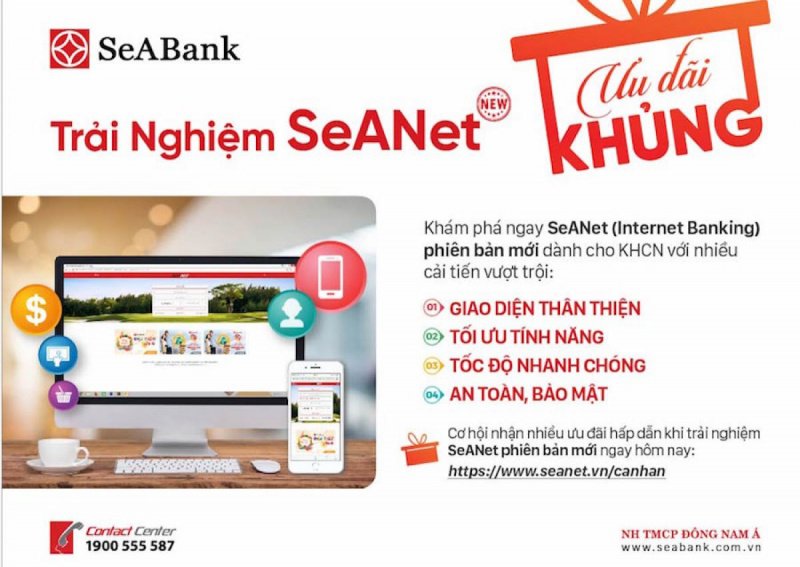 SeABank
Ưu đãi
KHỦNG
Trải Nghiệm SeANet
NEW
Khám phá ngay SeANet (Internet Banking)
phiên bản mới dành cho KHCN với nhiều
cải tiến vượt trội:
01 GIAO DIỆN THÂN THIỆN
02 TỐI ƯU TÍNH NĂNG
03 TỐC ĐỘ NHANH CHÓNG
04 AN TOÀN, BẢO MẬT
Cơ hội nhận nhiều ưu đãi hấp dẫn khi trải nghiệm
SeANet phiên bản mới ngay hôm nay:
https://www.seanet.vn/canhan
Contact Center
1900 555 587
NH TMCP ĐÔNG NAM Á
www.seabank.com.vn